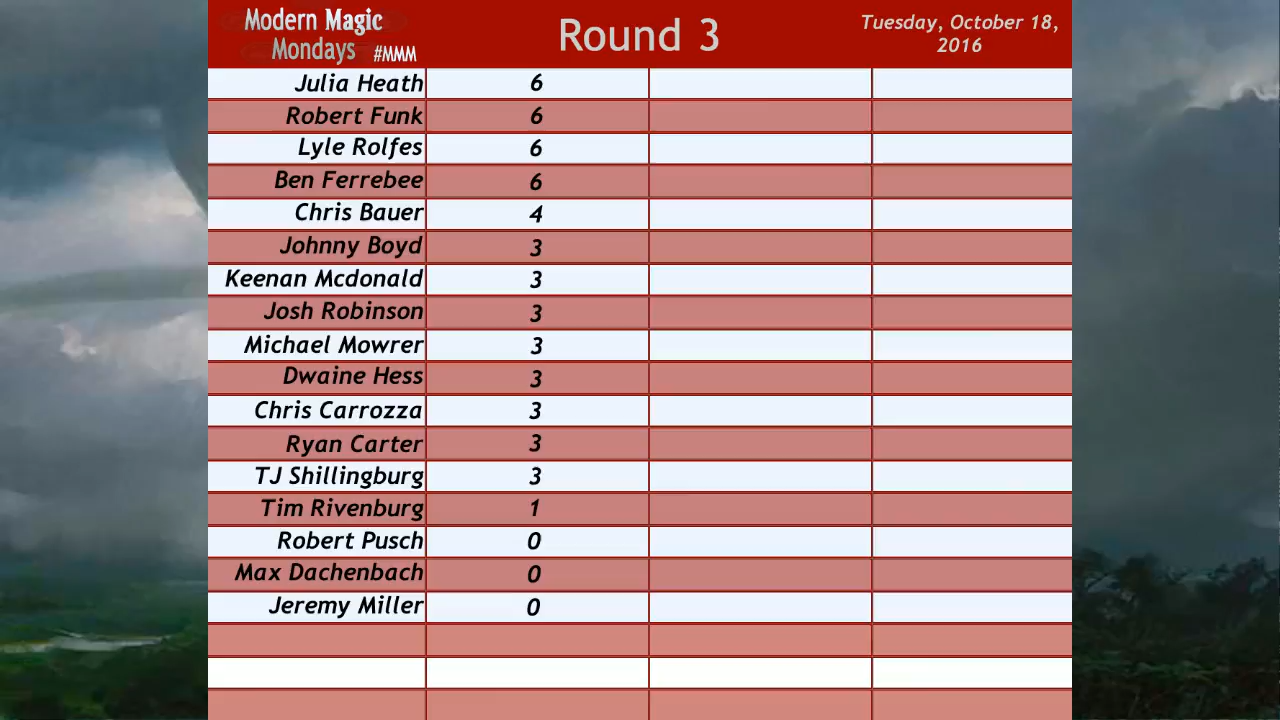 Modern Magic
Mondays #MMM
Round 3
Tuesday, October 18,
2016
Julia Heath 6
Robert Funk 6
Lyle Rolfes 6
Ben Ferrebee 6
Chris Bauer 4
Johnny Boyd 3
Keenan Mcdonald 3
Josh Robinson 3
Michael Mowrer 3
Dwaine Hess 3
Chris Carrozza 3
Ryan Carter 3
TJ Shillingburg 3
Tim Rivenburg 1
Robert Pusch 0
Max Dachenbach 0
Jeremy Miller 0